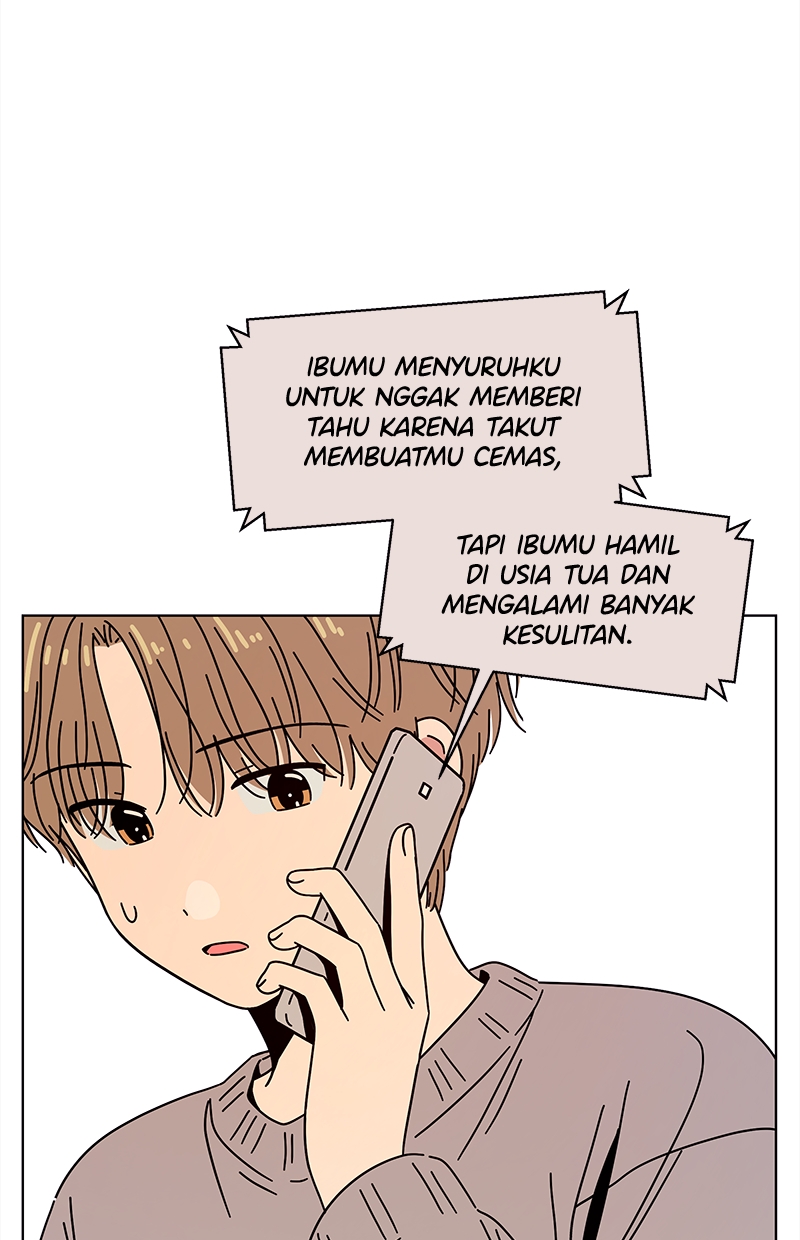 IBUMU MENYURUHKU
UNTUK NGGAK MEMBERI
TAHU KARENA TAKUT
MEMBUATMU CEMAS,
TAPI IBUMU HAMIL
DI USIA TUA DAN
MENGALAMI BANYAK
KESULITAN.